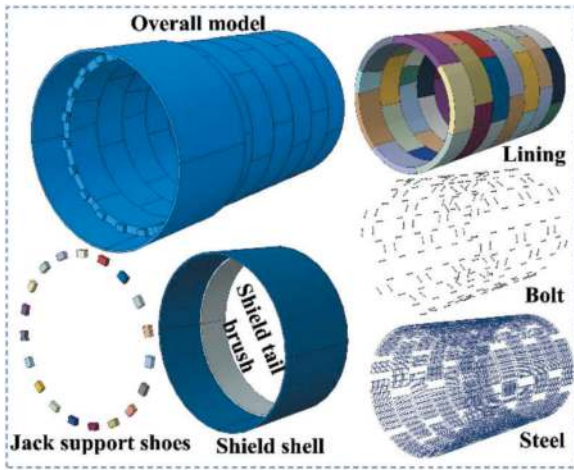 Overall model
Lining
Bolt
Shield tail
brush
Jack support shoes
Shield shell
Steel